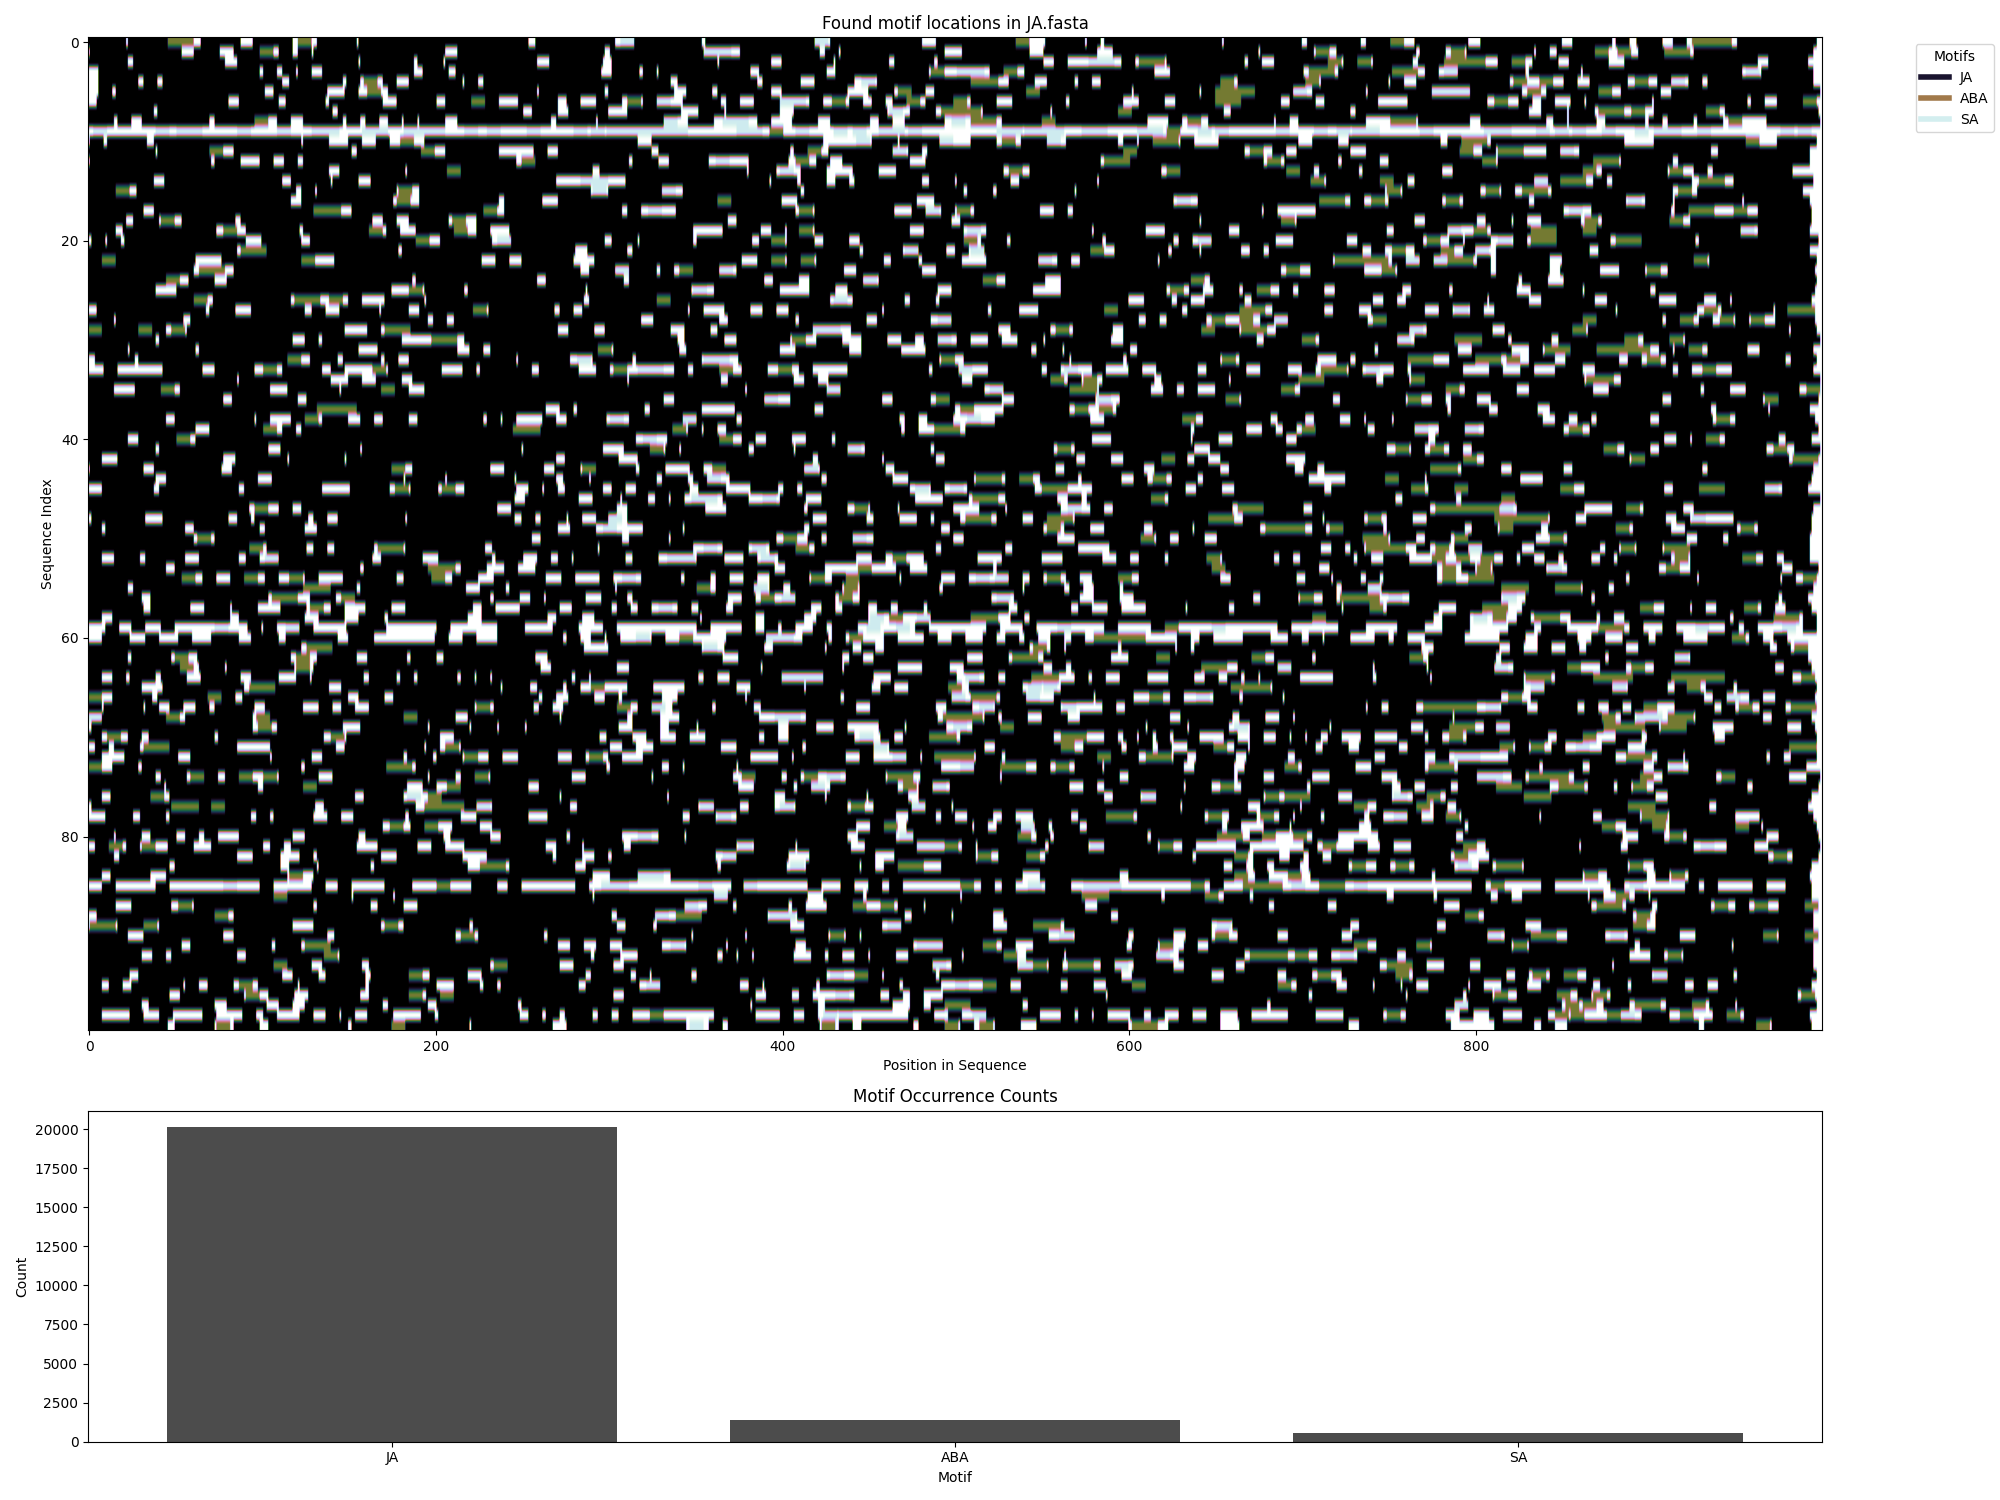 Found motif locations in JA.fasta
Motifs
JA
ABA
SA
0
20
40
60
80
Sequence Index
0
200
400
600
800
Position in Sequence
Motif Occurrence Counts
20000
17500
15000
12500
10000
7500
5000
2500
0
Count
JA
ABA
SA
Motif